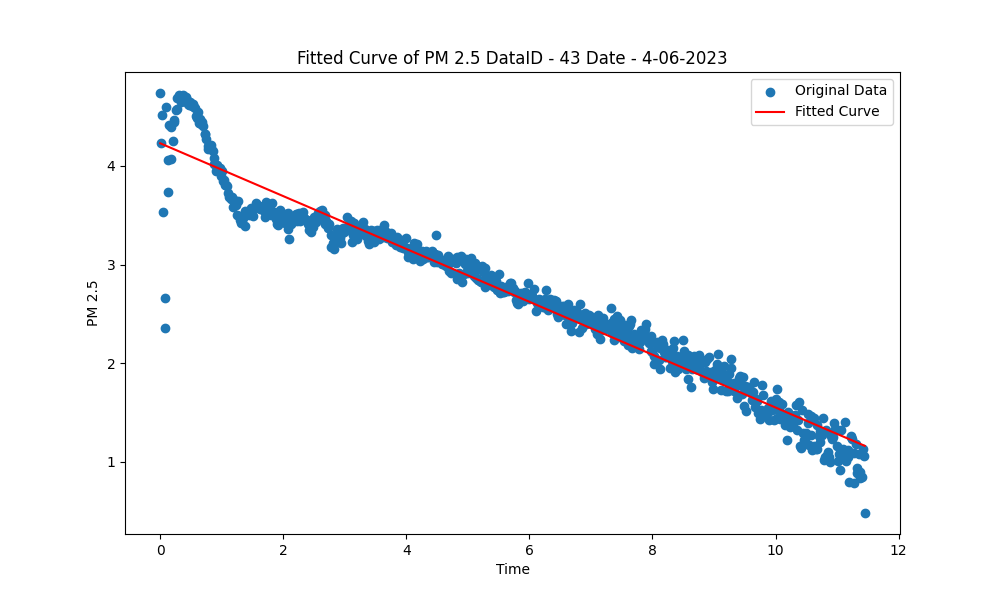 Fitted Curve of PM 2.5 DataID - 43 Date - 4-06-2023
Original Data
Fitted Curve
PM 2.5
4
3
2
1
0 2 4 6 8 10 12
Time